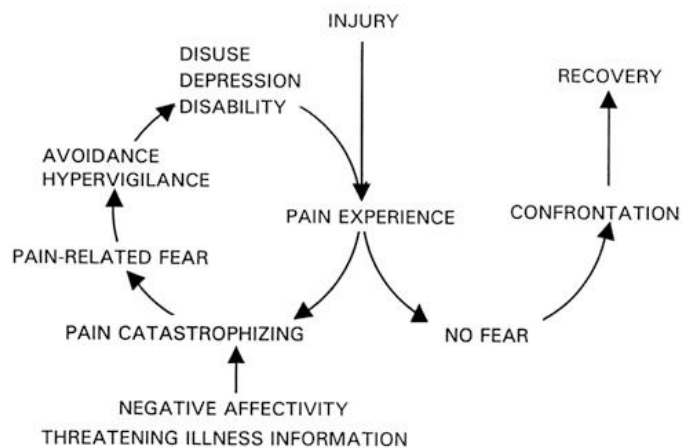 INJURY
DISUSE
DEPRESSION
DISABILITY
RECOVERY
AVOIDANCE
HYPERVIGILANCE
PAIN EXPERIENCE
CONFRONTATION
PAIN-RELATED FEAR
PAIN CATASTROPHIZING
NO FEAR
NEGATIVE AFFECTIVITY
THREATENING ILLNESS INFORMATION